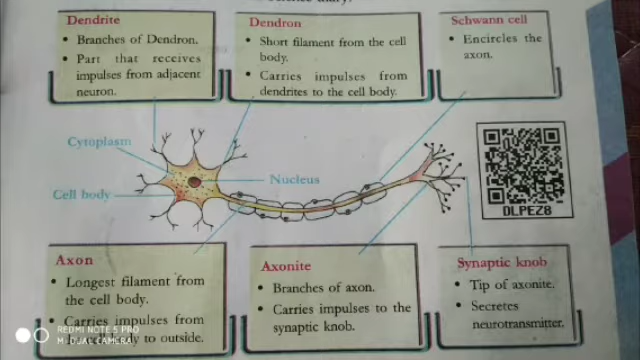 Dendrite
• Branches of Dendron.
• Part that receives
impulses from adjacent
neuron.
Dendron
• Short filament from the cell
body.
• Carries impulses from
dendrites to the cell body.
Schwann cell
• Encircles the
axon.
Cytoplasm
Cell body
Nucleus
DLPEZ8
Axon
• Longest filament from
the cell body.
• Carries impulses from
to outside.
Axonite
• Branches of axon.
• Carries impulses to the
synaptic knob.
Synaptic knob
• Tip of axonite.
• Secretes
neurotransmitter.
REDMI NOTE 5 PRO
MI DUAL CAMERA